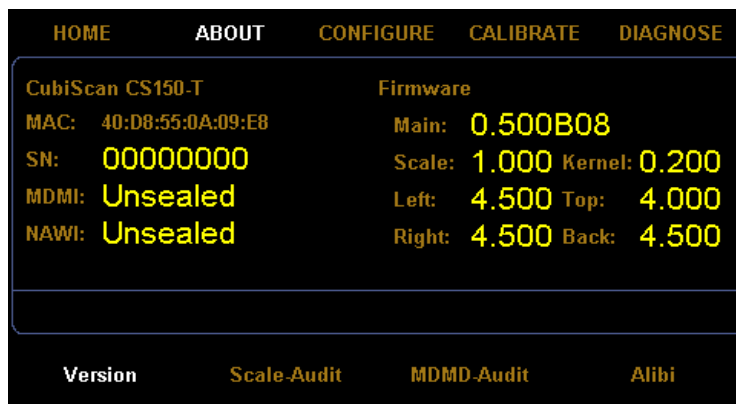 HOME ABOUT CONFIGURE CALIBRATE DIAGNOSE
CubiScan CS150-T Firmware
MAC: 40:D8:55:0A:09:E8 Main: 0.500B08
SN: 00000000 Scale: 1.000 Kernel: 0.200
MDMI: Unsealed Left: 4.500 Top: 4.000
NAWI: Unsealed Right: 4.500 Back: 4.500
Version Scale-Audit MDMD-Audit Alibi